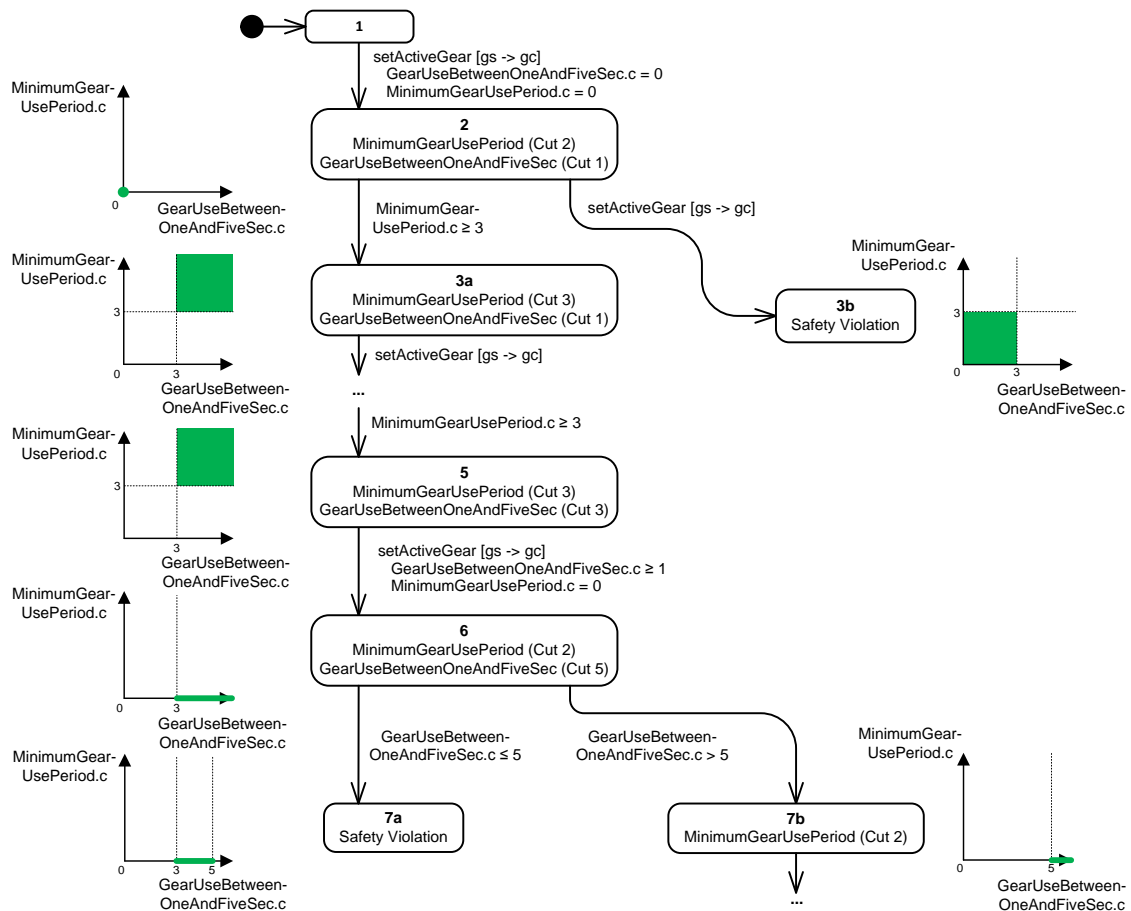 1
setActiveGear [gs -> gc]
GearUseBetweenOneAndFiveSec.c = 0
MinimumGearUsePeriod.c = 0
MinimumGear-
UsePeriod.c
0
GearUseBetween-
OneAndFiveSec.c
2
MinimumGearUsePeriod (Cut 2)
GearUseBetweenOneAndFiveSec (Cut 1)
MinimumGear-
UsePeriod.c ≥ 3
setActiveGear [gs -> gc]
MinimumGear-
UsePeriod.c
3
0
3
GearUseBetween-
OneAndFiveSec.c
3a
MinimumGearUsePeriod (Cut 3)
GearUseBetweenOneAndFiveSec (Cut 1)
3b
Safety Violation
MinimumGear-
UsePeriod.c
3
0
3
GearUseBetween-
OneAndFiveSec.c
setActiveGear [gs -> gc]
...
MinimumGearUsePeriod.c ≥ 3
MinimumGear-
UsePeriod.c
3
0
3
GearUseBetween-
OneAndFiveSec.c
5
MinimumGearUsePeriod (Cut 3)
GearUseBetweenOneAndFiveSec (Cut 3)
setActiveGear [gs -> gc]
GearUseBetweenOneAndFiveSec.c ≥ 1
MinimumGearUsePeriod.c = 0
MinimumGear-
UsePeriod.c
0
3
GearUseBetween-
OneAndFiveSec.c
6
MinimumGearUsePeriod (Cut 2)
GearUseBetweenOneAndFiveSec (Cut 5)
GearUseBetween-
OneAndFiveSec.c ≤ 5
GearUseBetween-
OneAndFiveSec.c > 5
MinimumGear-
UsePeriod.c
0
3
5
GearUseBetween-
OneAndFiveSec.c
7a
Safety Violation
7b
MinimumGearUsePeriod (Cut 2)
...
MinimumGear-
UsePeriod.c
0
5
GearUseBetween-
OneAndFiveSec.c